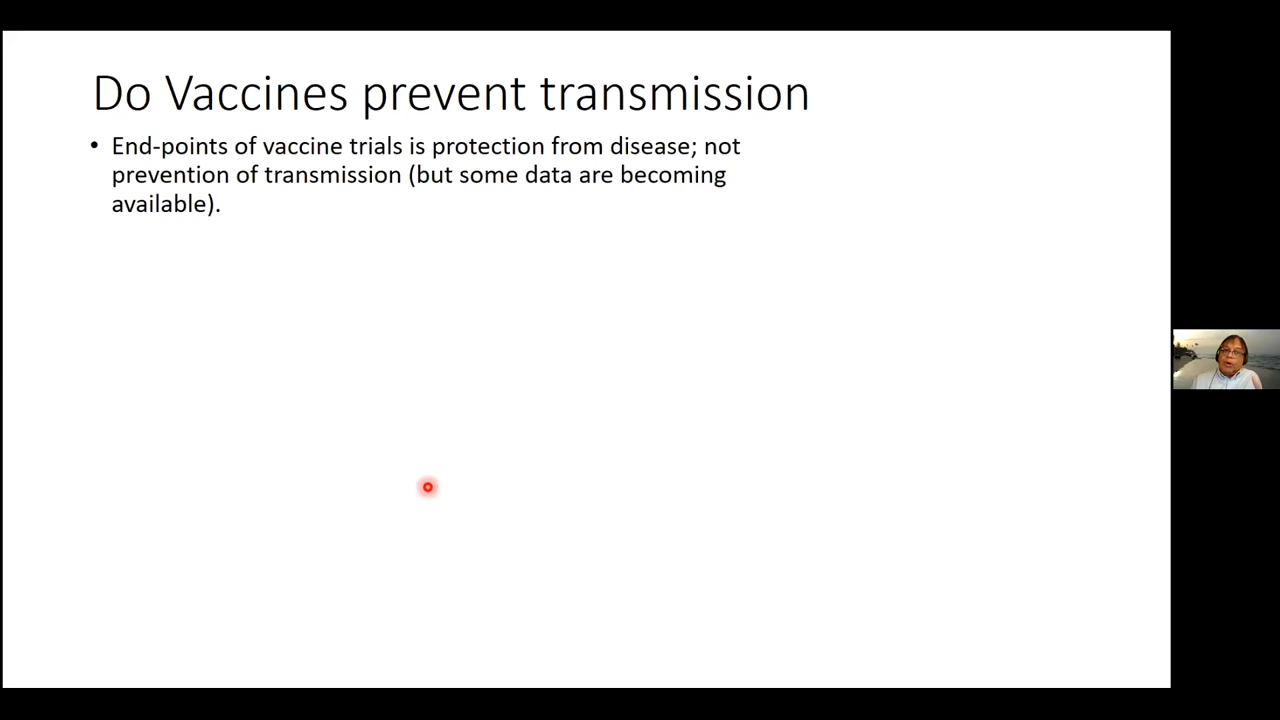 Do Vaccines prevent transmission
• End-points of vaccine trials is protection from disease; not
prevention of transmission (but some data are becoming
available).